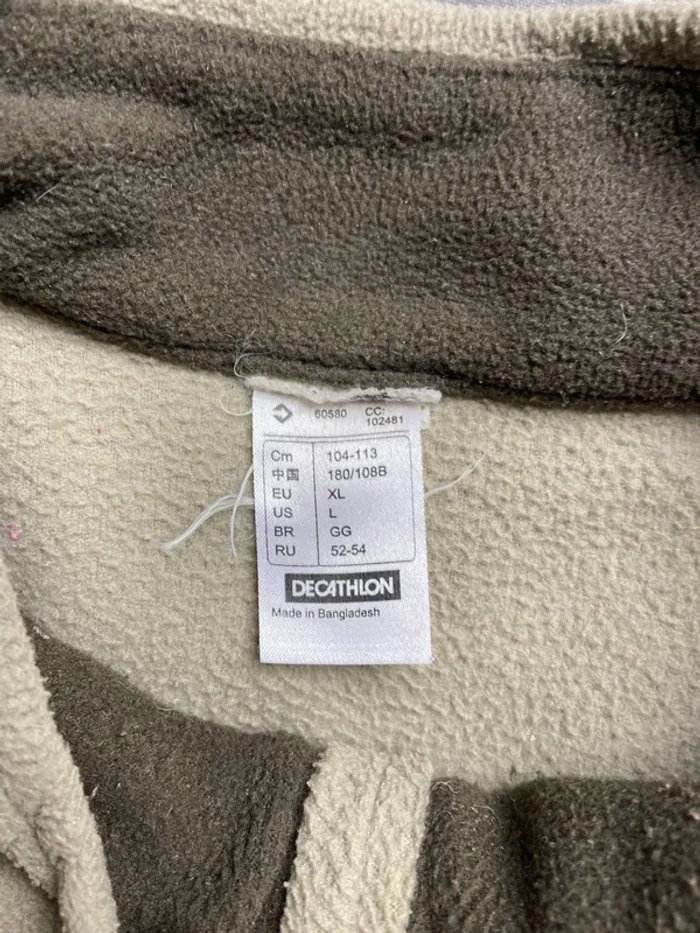 60580 CC:
102481
Cm 104-113
中国 180/108B
EU XL
US L
BR GG
RU 52-54
DECATHLON
Made in Bangladesh